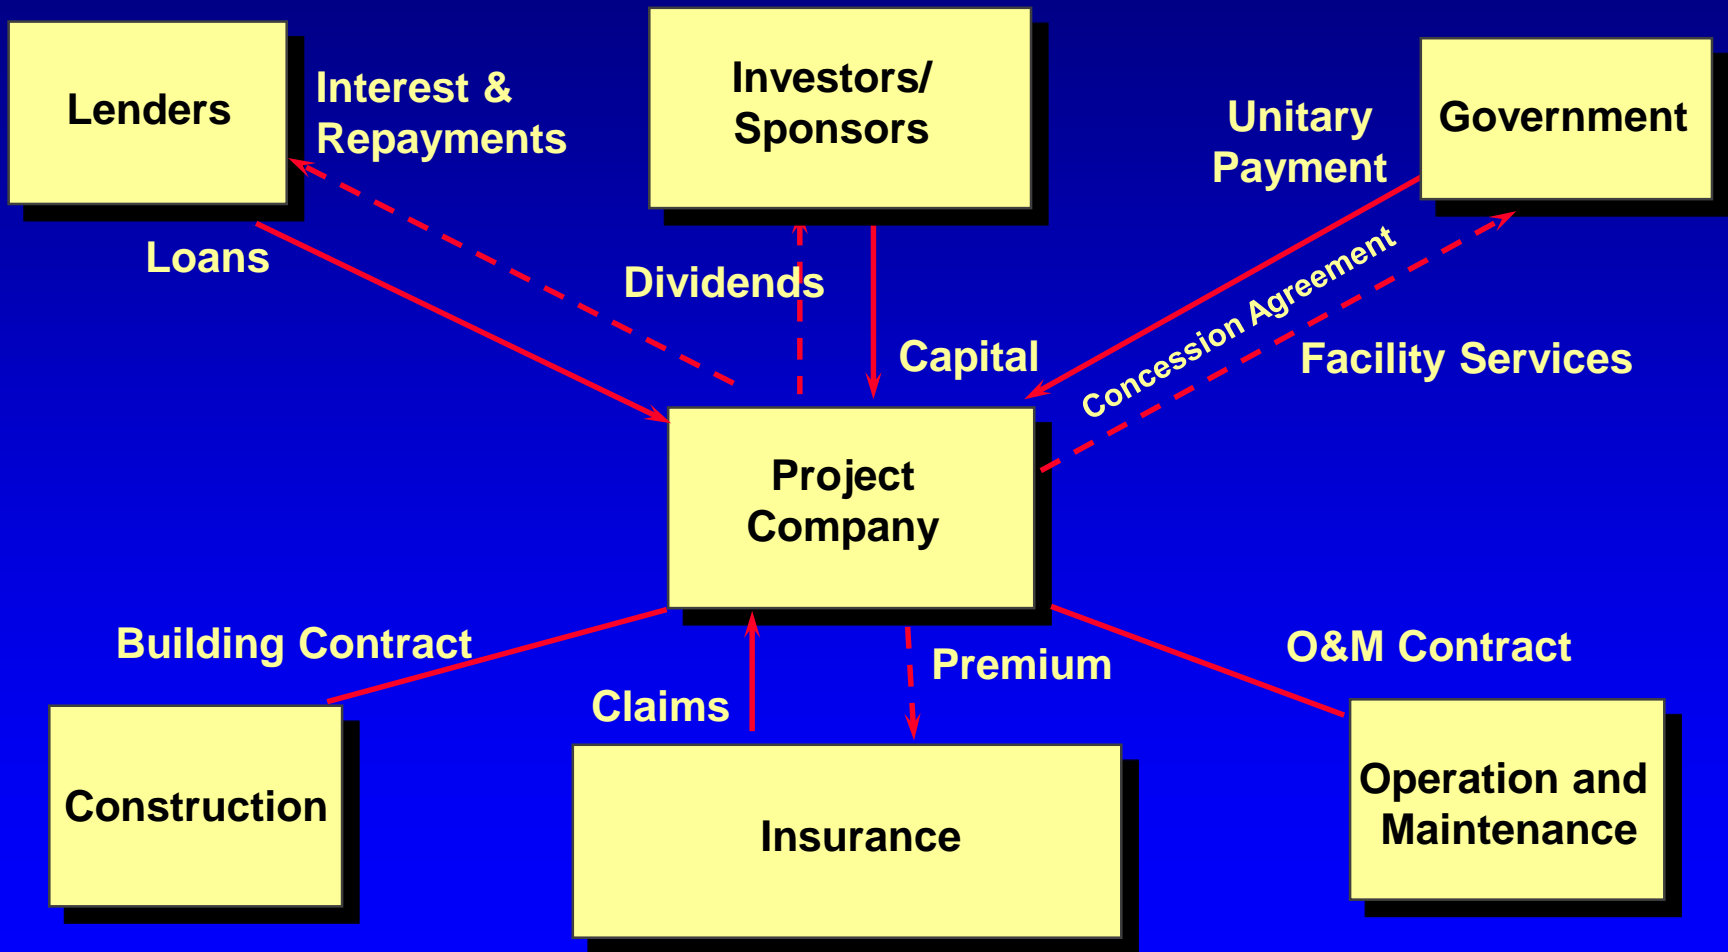 Lenders
Interest &
Repayments
Investors/
Sponsors
Unitary
Payment
Government
Loans
Dividends
Capital
Concession Agreement
Facility Services
Project
Company
Building Contract
Claims
Premium
O&M Contract
Construction
Insurance
Operation and
Maintenance